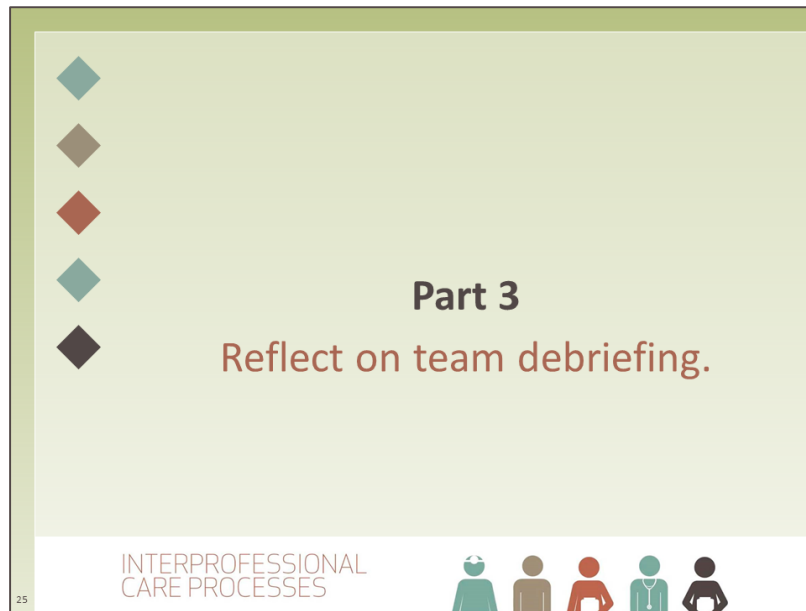 Part 3
Reflect on team debriefing.
INTERPROFESSIONAL
CARE PROCESSES
25